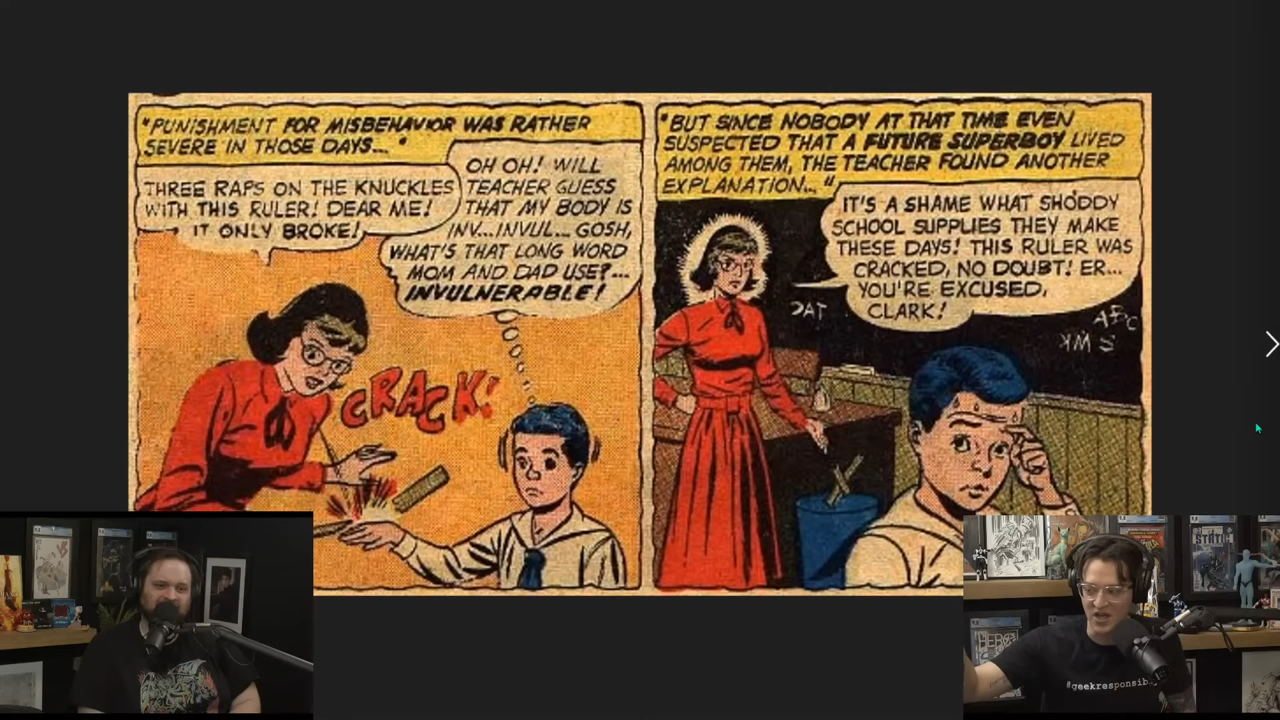 "PUNISHMENT FOR MISBEHAVIOR WAS RATHER
SEVERE IN THOSE DAYS... "
THREE RAPS ON THE KNUCKLES
WITH THIS RULER! DEAR ME!
IT ONLY BROKE!
OH OH! WILL
TEACHER GUESS
THAT MY BODY IS
INV...INVUL... GOSH,
WHAT'S THAT LONG WORD
MOM AND DAD USE?...
INVULNERABLE!
CRACK!
"BUT SINCE NOBODY AT THAT TIME EVEN
SUSPECTED THAT A FUTURE SUPERBOY LIVED
AMONG THEM, THE TEACHER FOUND ANOTHER
EXPLANATION... "
IT'S A SHAME WHAT SHODDY
SCHOOL SUPPLIES THEY MAKE
THESE DAYS! THIS RULER WAS
CRACKED, NO DOUBT! ER...
YOU'RE EXCUSED,
CLARK!
CAT
ABC
#geekresponsib